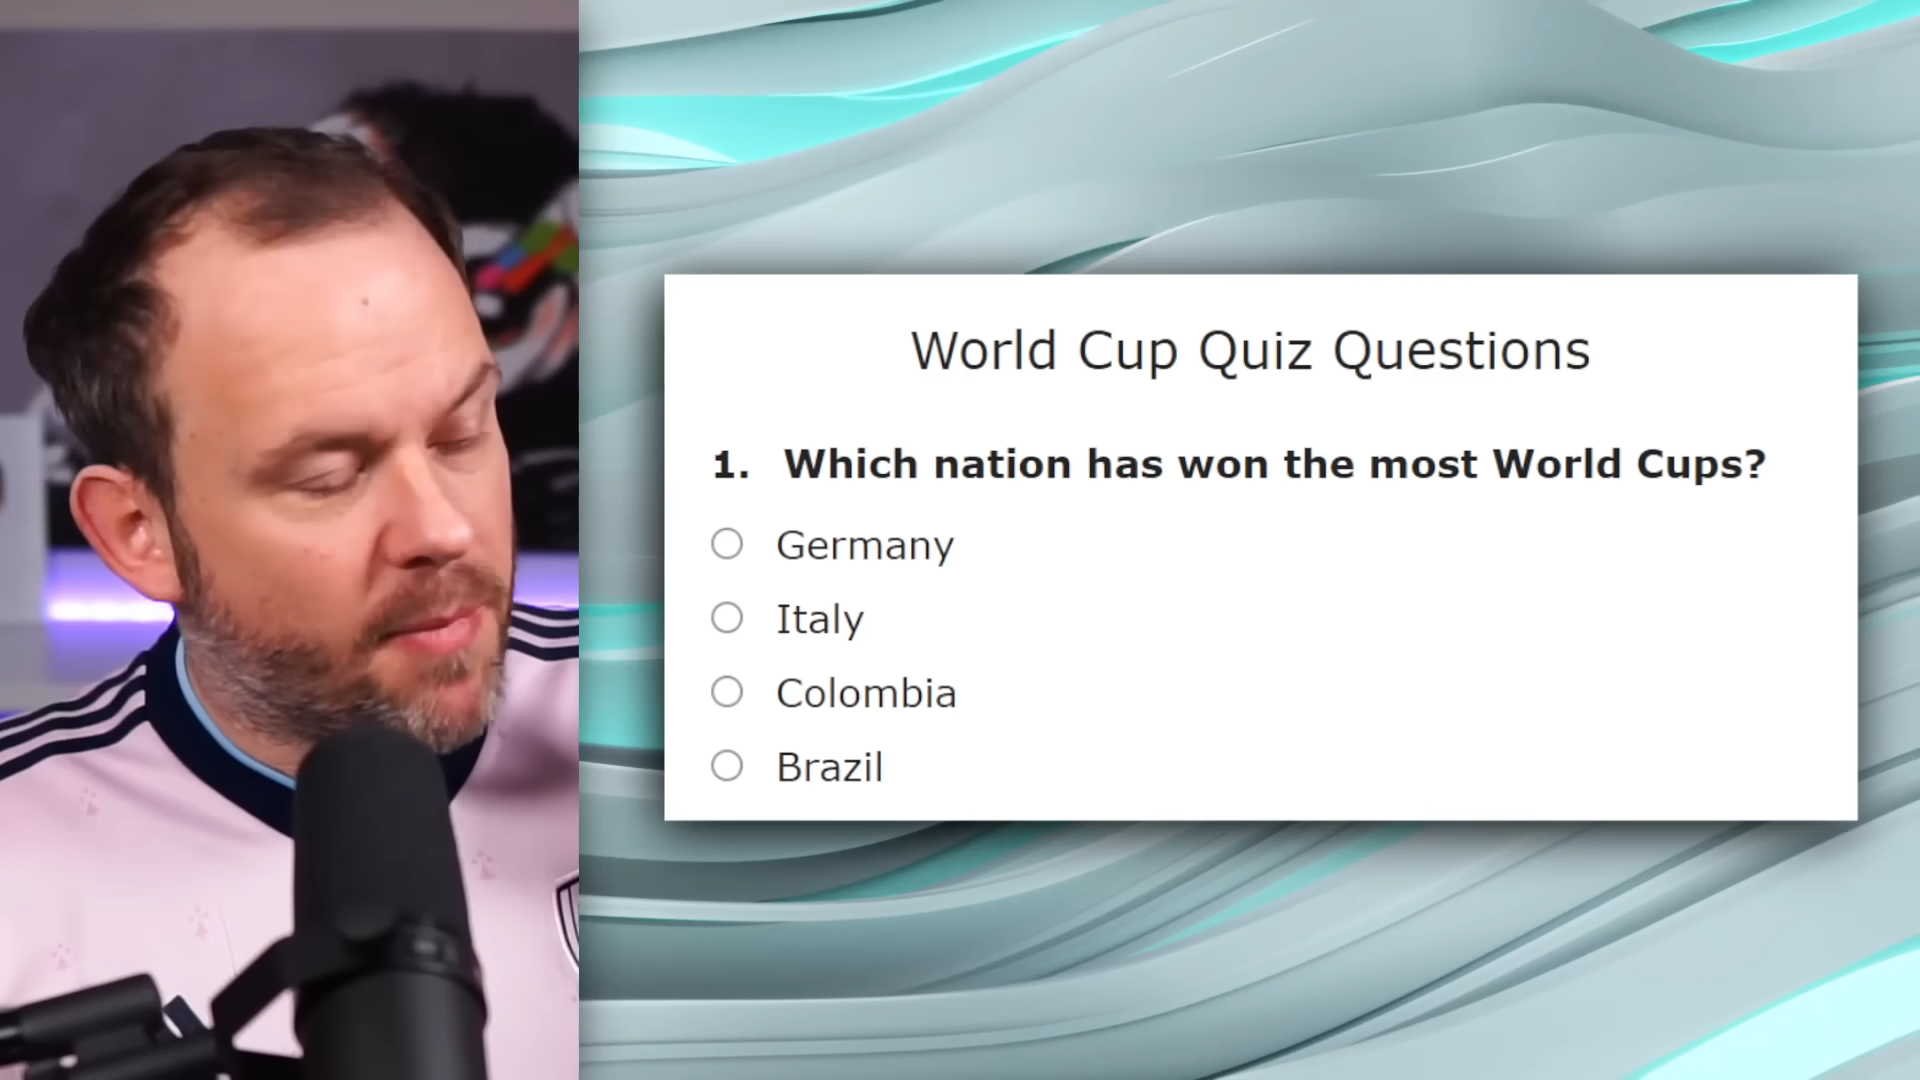 World Cup Quiz Questions
1. Which nation has won the most World Cups?
Germany
Italy
Colombia
Brazil